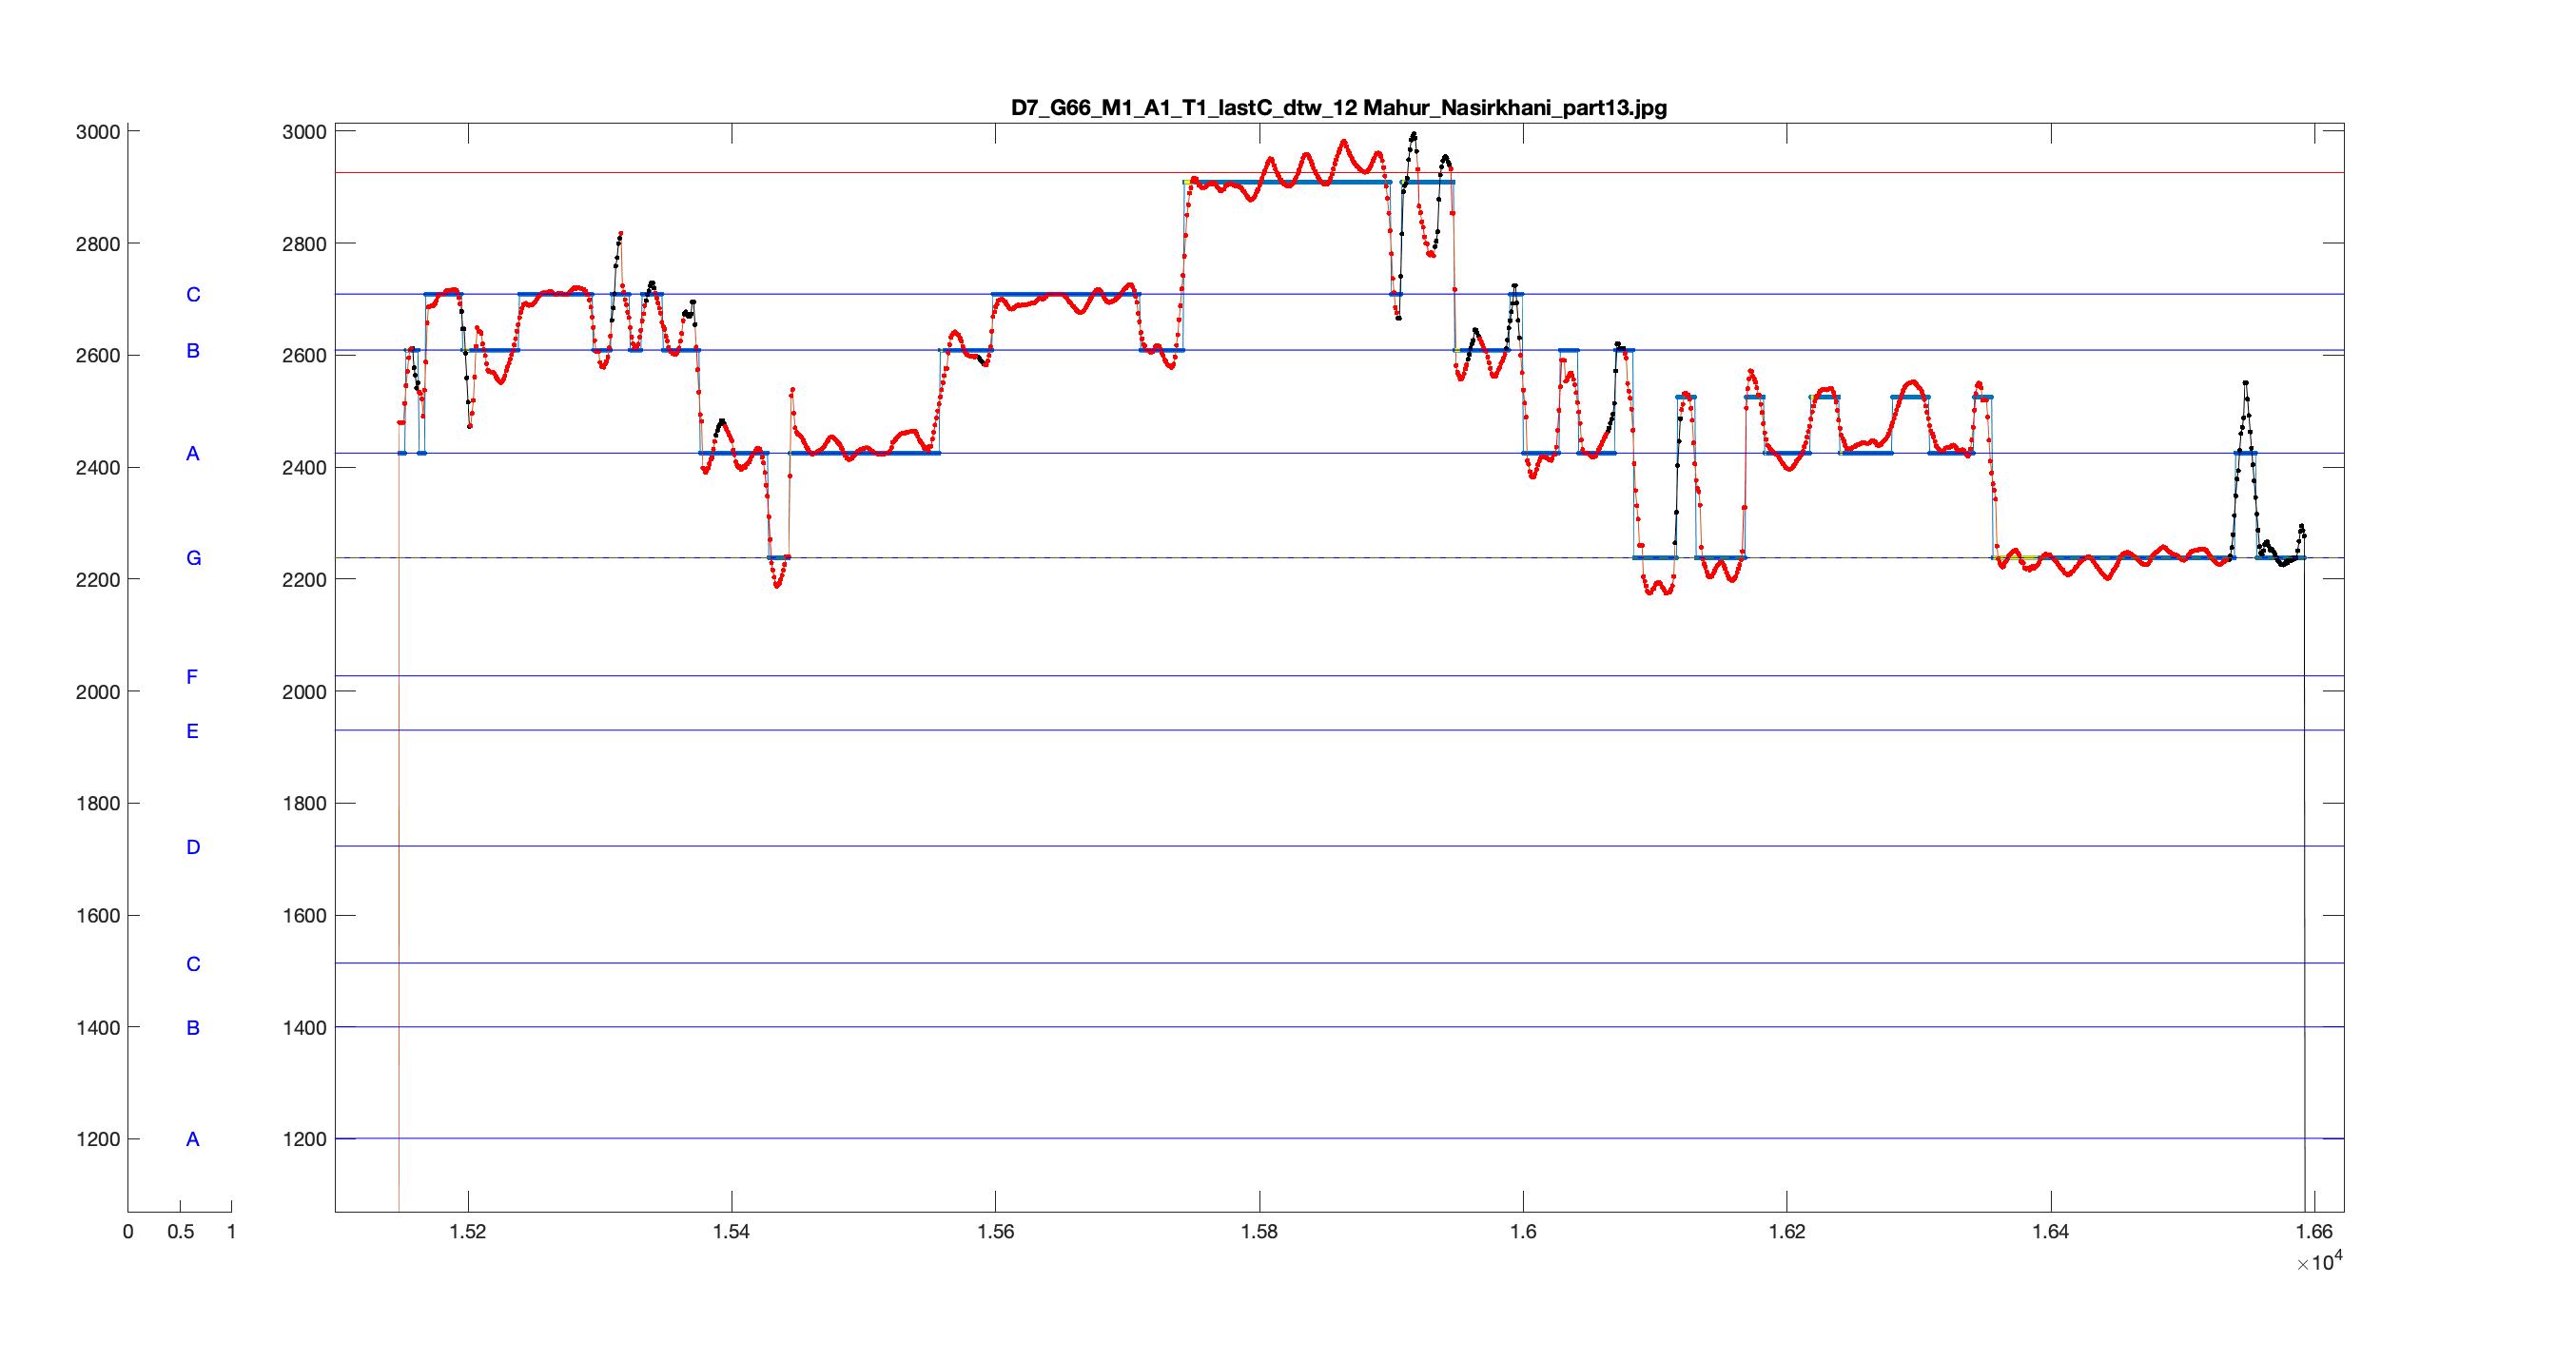 D7_G66_M1_A1_T1_lastC_dtw_12 Mahur_Nasirkhani_part13.jpg
3000 3000
2800 2800
C
2600 B 2600
A
2400 2400
G
2200 2200
F
2000 2000
E
1800 1800
D
1600 1600
C
1400 B 1400
1200 A 1200
0 0.5 1 1.52 1.54 1.56 1.58 1.6 1.62 1.64 1.66
×10⁴